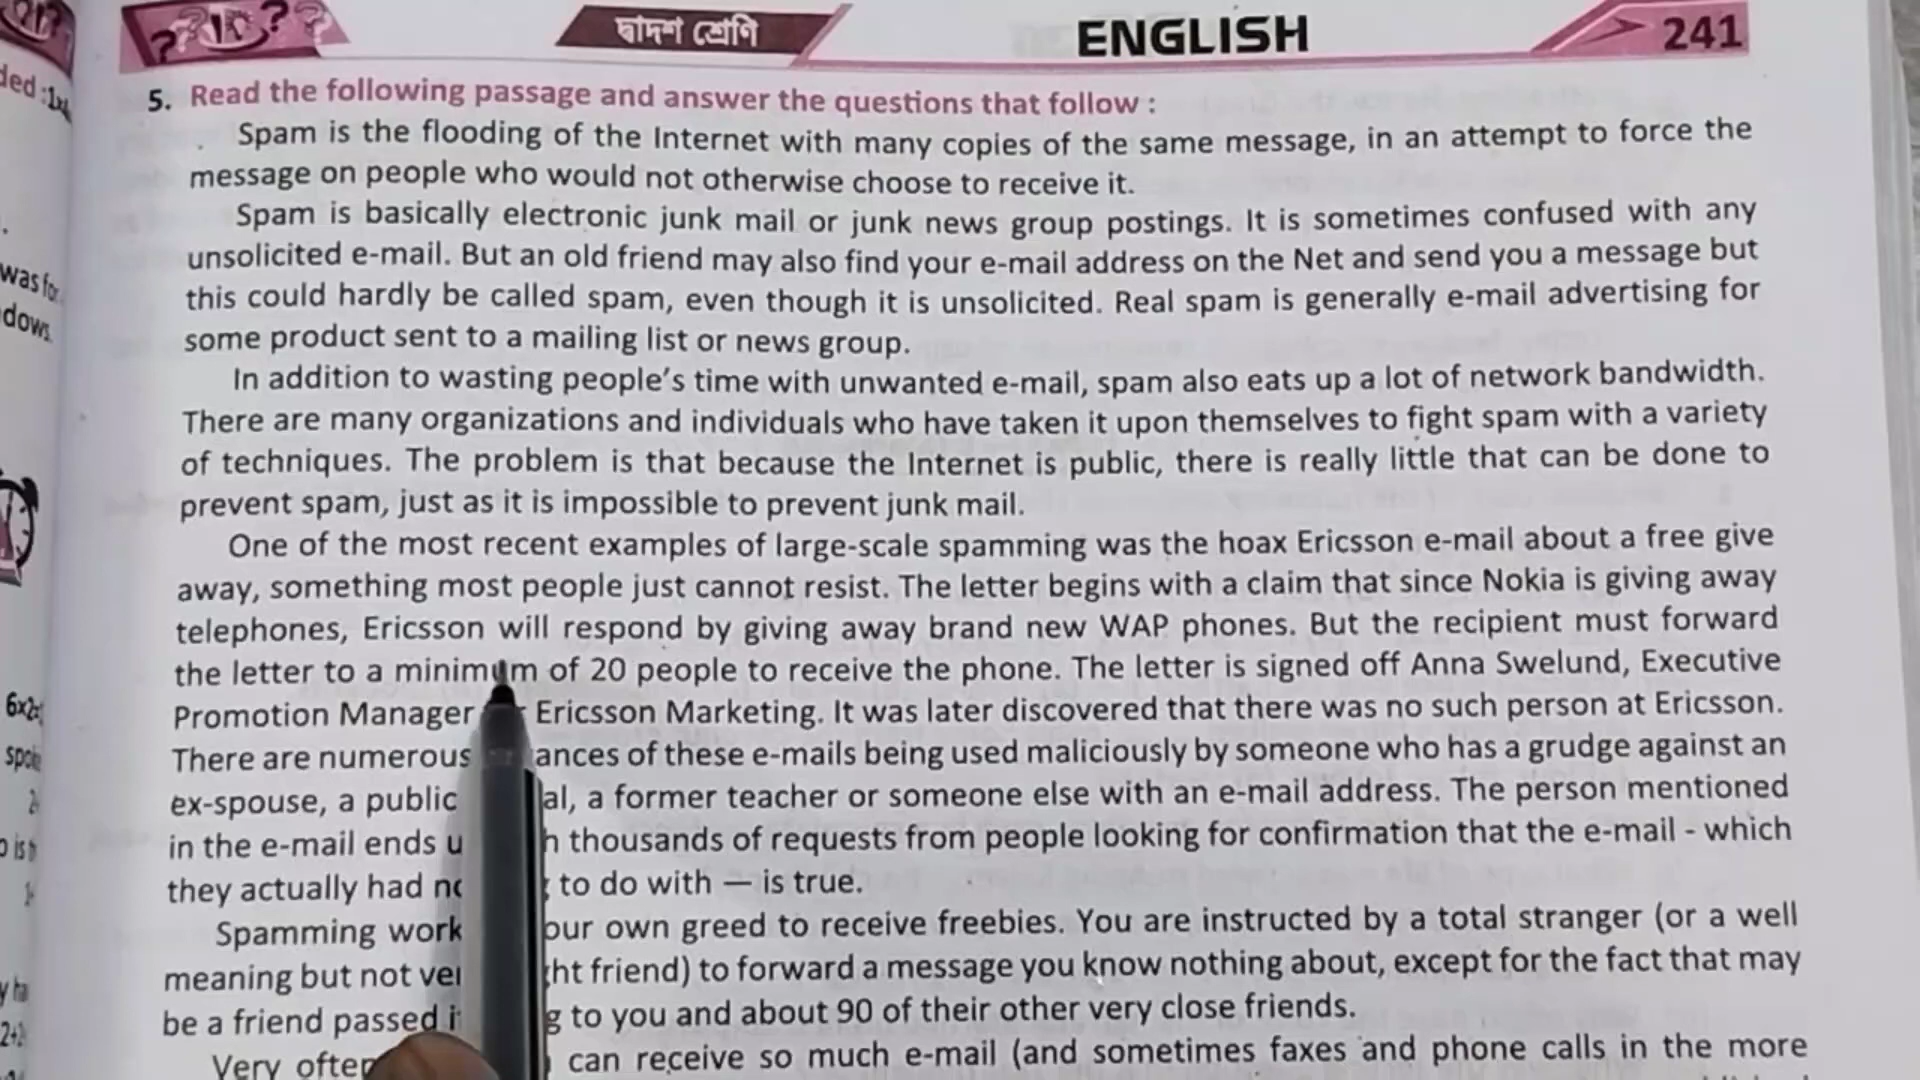 দ্বাদশ শ্রেণি
ENGLISH
241
5. Read the following passage and answer the questions that follow :
Spam is the flooding of the Internet with many copies of the same message, in an attempt to force the
message on people who would not otherwise choose to receive it.
Spam is basically electronic junk mail or junk news group postings. It is sometimes confused with any
unsolicited e-mail. But an old friend may also find your e-mail address on the Net and send you a message but
this could hardly be called spam, even though it is unsolicited. Real spam is generally e-mail advertising for
some product sent to a mailing list or news group.
In addition to wasting people's time with unwanted e-mail, spam also eats up a lot of network bandwidth.
There are many organizations and individuals who have taken it upon themselves to fight spam with a variety
of techniques. The problem is that because the Internet is public, there is really little that can be done to
prevent spam, just as it is impossible to prevent junk mail.
One of the most recent examples of large-scale spamming was the hoax Ericsson e-mail about a free give
away, something most people just cannot resist. The letter begins with a claim that since Nokia is giving away
telephones, Ericsson will respond by giving away brand new WAP phones. But the recipient must forward
the letter to a minimum of 20 people to receive the phone. The letter is signed off Anna Swelund, Executive
Promotion Manager Ericsson Marketing. It was later discovered that there was no such person at Ericsson.
There are numerous ances of these e-mails being used maliciously by someone who has a grudge against an
ex-spouse, a public al, a former teacher or someone else with an e-mail address. The person mentioned
in the e-mail ends u h thousands of requests from people looking for confirmation that the e-mail - which
they actually had to do with — is true.
Spamming work our own greed to receive freebies. You are instructed by a total stranger (or a well
meaning but not ht friend) to forward a message you know nothing about, except for the fact that may
be a friend passed g to you and about 90 of their other very close friends.
Very often can receive so much e-mail (and sometimes faxes and phone calls in the more
ded :1x
was for
dows.
6x2=